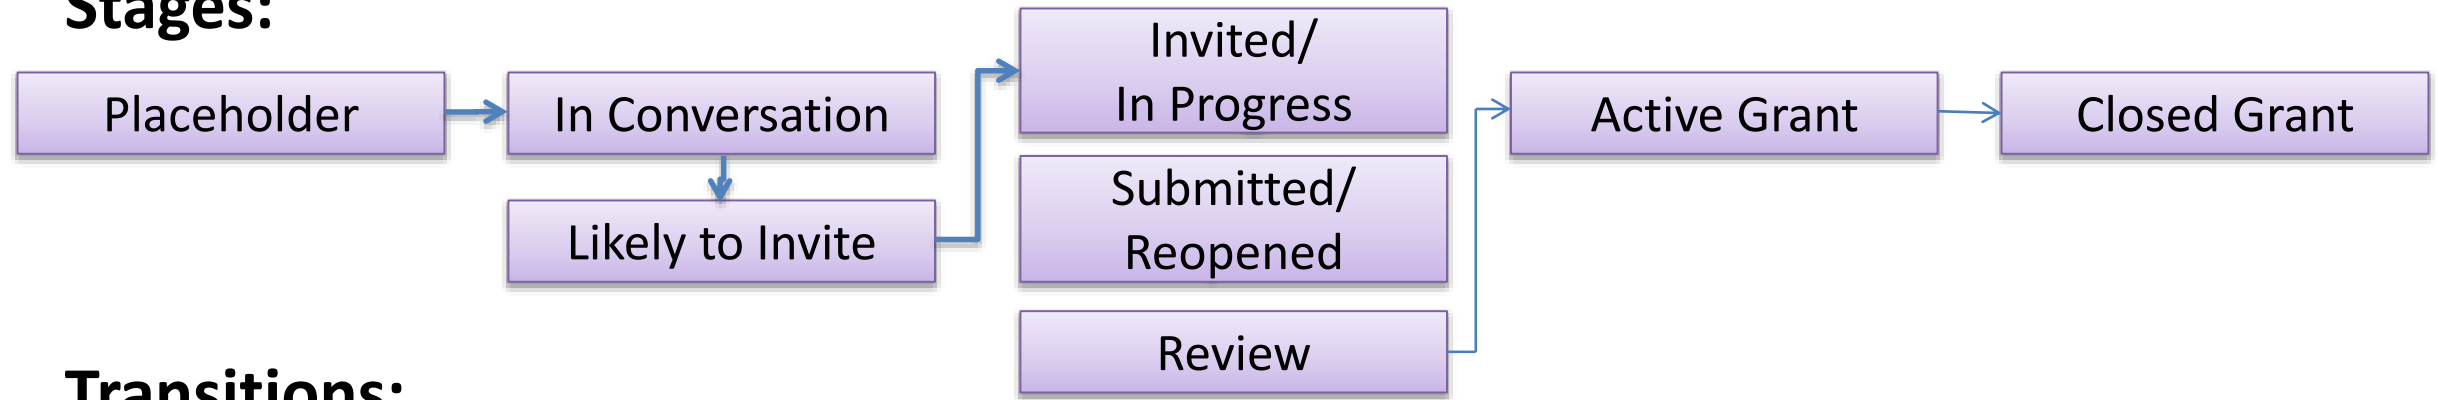 Stages:
Placeholder
In Conversation
Likely to Invite
Invited/
In Progress
Submitted/
Reopened
Review
Active Grant
Closed Grant
Transitions: